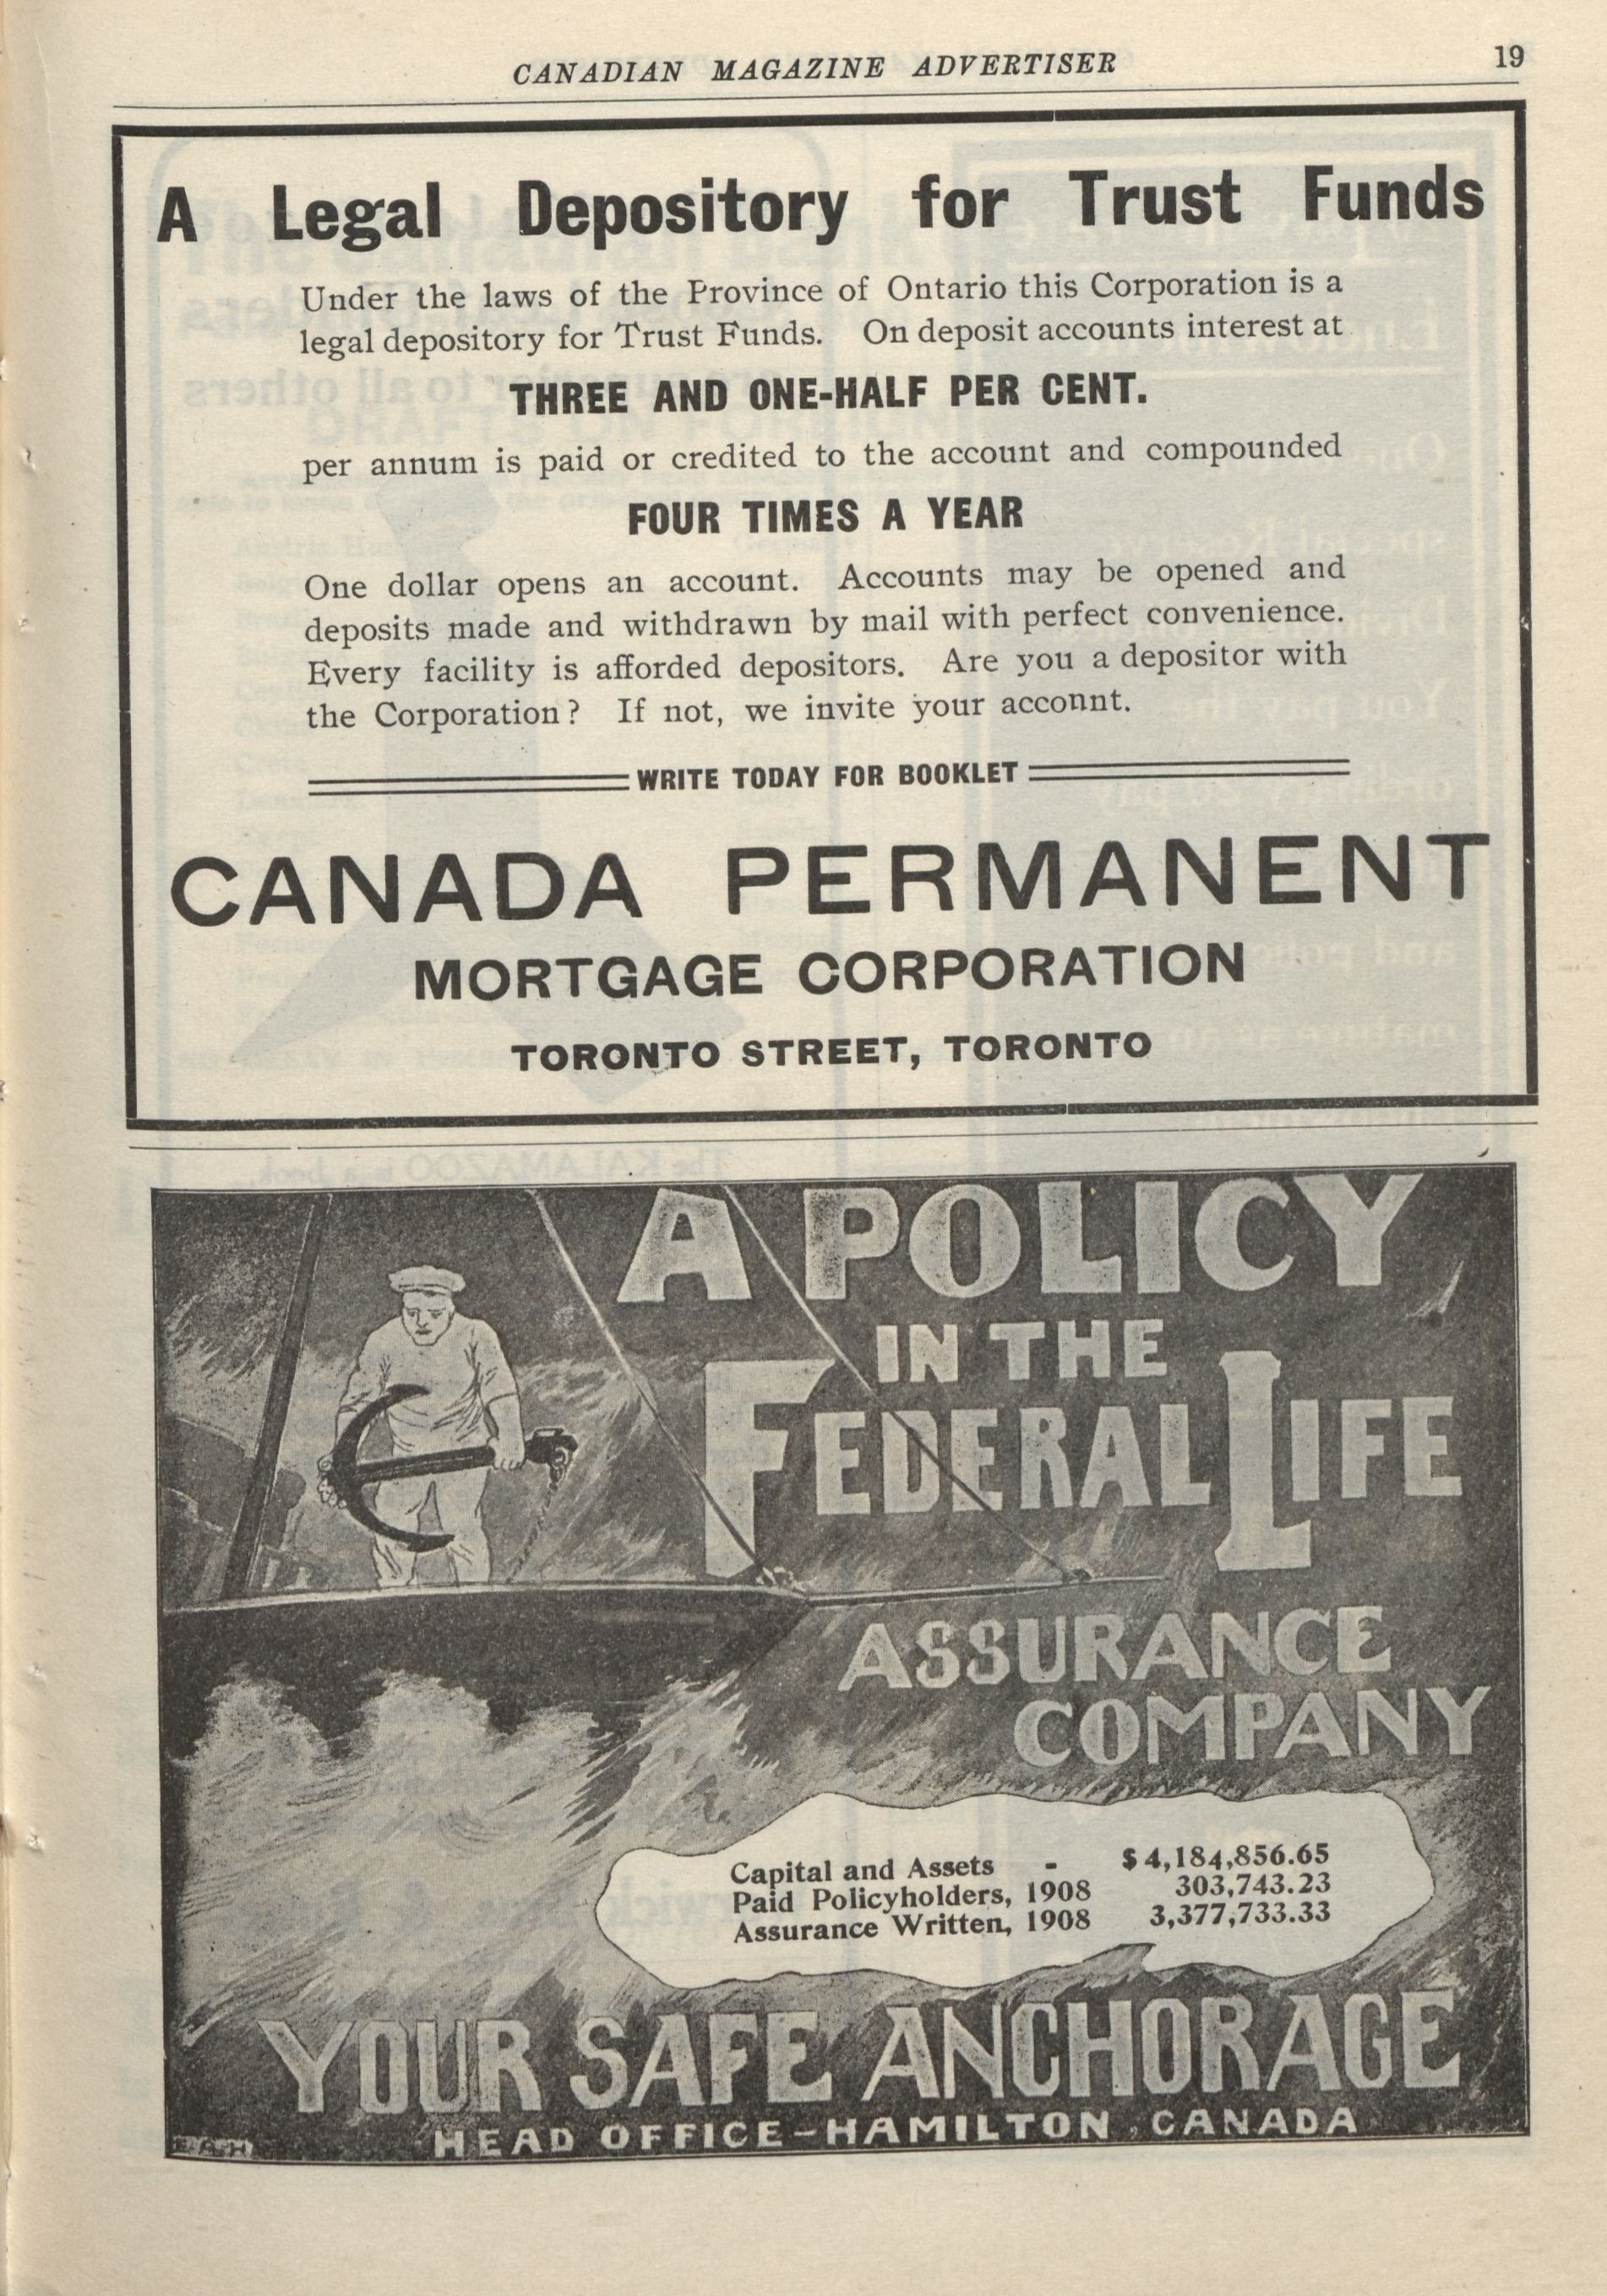 CANADIAN MAGAZINE ADVERTISER 19
A Legal Depository for Trust Funds
Under the laws of the Province of Ontario this Corporation is a
legal depository for Trust Funds. On deposit accounts interest at
THREE AND ONE-HALF PER CENT.
per annum is paid or credited to the account and compounded
FOUR TIMES A YEAR
One dollar opens an account. Accounts may be opened and
deposits made and withdrawn by mail with perfect convenience.
Every facility is afforded depositors. Are you a depositor with
the Corporation? If not, we invite your acconnt.
WRITE TODAY FOR BOOKLET
CANADA PERMANENT
MORTGAGE CORPORATION
TORONTO STREET, TORONTO
A POLICY
IN THE
FEDERAL LIFE
ASSURANCE
COMPANY
Capital and Assets - $4,184,856.65
Paid Policyholders, 1908 303,743.23
Assurance Written, 1908 3,377,733.33
YOUR SAFE ANCHORAGE
HEAD OFFICE-HAMILTON, CANADA